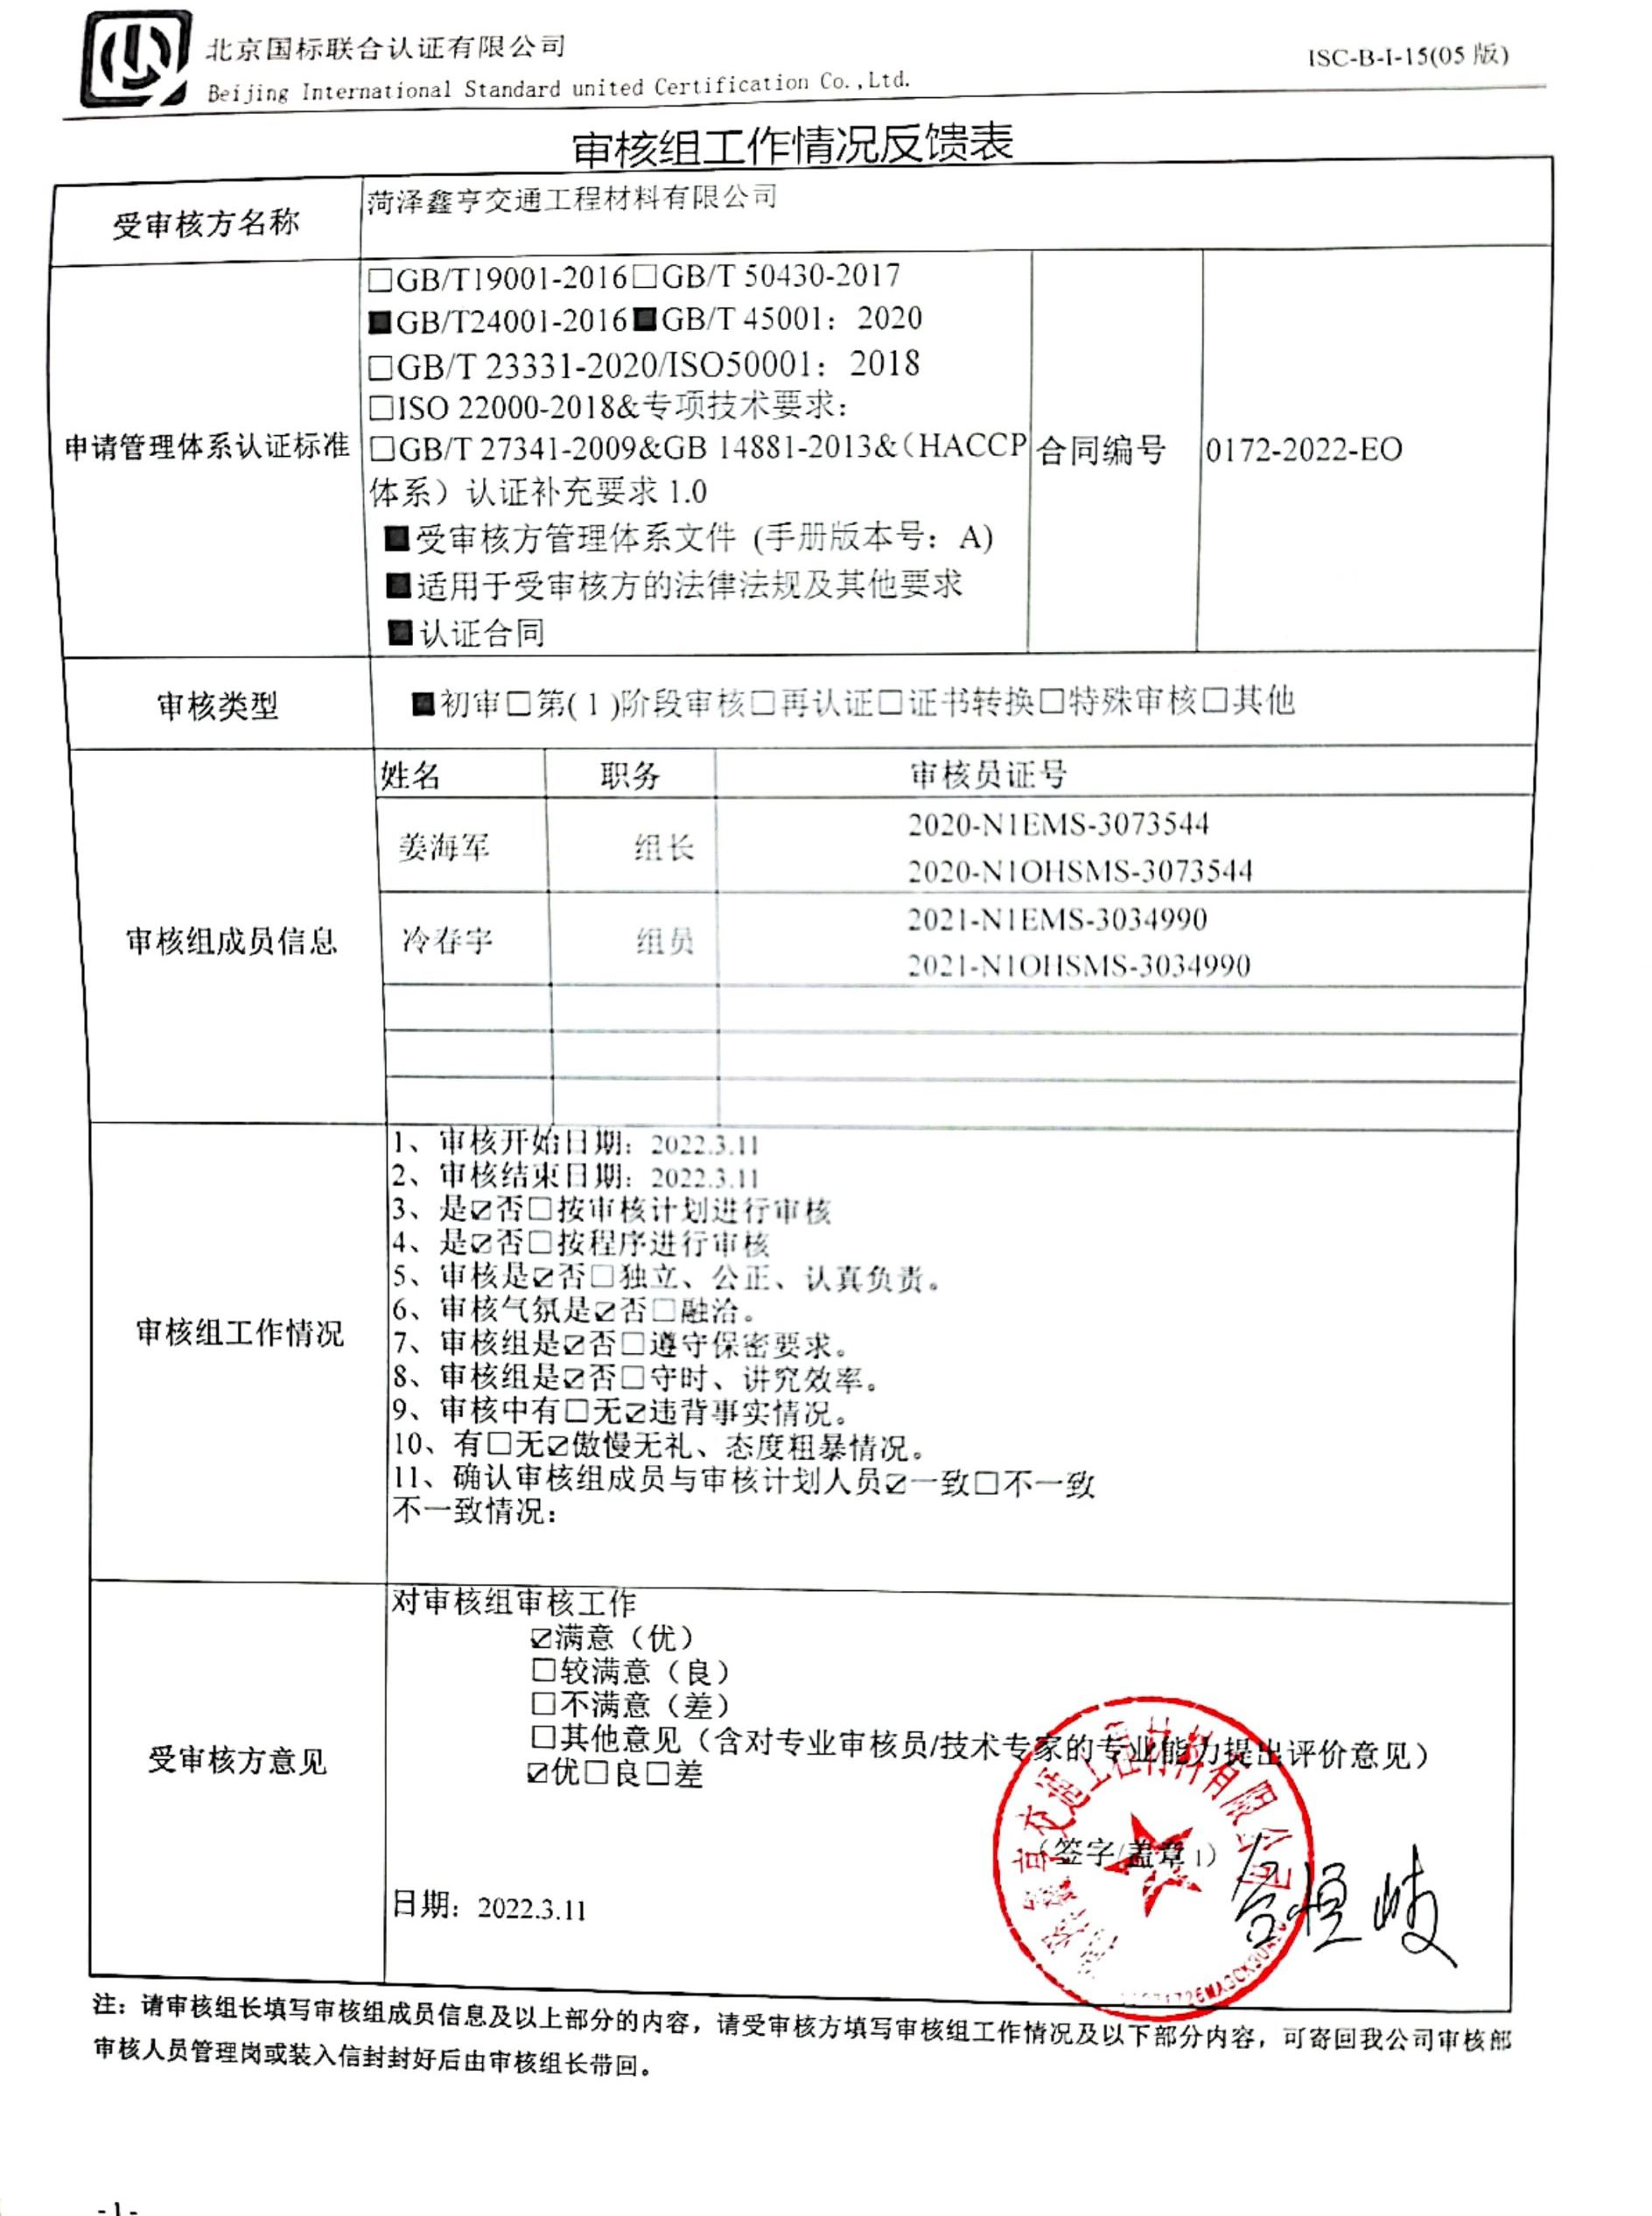 北京国标联合认证有限公司
Beijing International Standard united Certification Co.,Ltd.
ISC-B-I-15(05 版)
审核组工作情况反馈表
受审核方名称
菏泽鑫亨交通工程材料有限公司
申请管理体系认证标准
□GB/T19001-2016□GB/T 50430-2017
■GB/T24001-2016■GB/T 45001：2020
□GB/T 23331-2020/ISO50001：2018
□ISO 22000-2018&专项技术要求：
□GB/T 27341-2009&GB 14881-2013&（HACCP
体系）认证补充要求 1.0
■受审核方管理体系文件 (手册版本号：A)
■适用于受审核方的法律法规及其他要求
■认证合同
合同编号
0172-2022-EO
审核类型
■初审□第( 1 )阶段审核□再认证□证书转换□特殊审核□其他
审核组成员信息
姓名 职务 审核员证号
姜海军 组长 2020-N1EMS-3073544
2020-N1OHSMS-3073544
冷春宇 组员 2021-N1EMS-3034990
2021-N1OHSMS-3034990
审核组工作情况
1、审核开始日期：2022.3.11
2、审核结束日期：2022.3.11
3、是☑否□按审核计划进行审核
4、是☑否□按程序进行审核
5、审核是☑否□独立、公正、认真负责。
6、审核气氛是☑否□融洽。
7、审核组是☑否□遵守保密要求。
8、审核组是☑否□守时、讲究效率。
9、审核中有□无☑违背事实情况。
10、有□无☑傲慢无礼、态度粗暴情况。
11、确认审核组成员与审核计划人员☑一致□不一致
不一致情况：
受审核方意见
对审核组审核工作
☑满意（优）
□较满意（良）
□不满意（差）
□其他意见（含对专业审核员/技术专家的专业能力提出评价意见）
☑优□良□差
（签字/盖章）
日期：2022.3.11
注：请审核组长填写审核组成员信息及以上部分的内容，请受审核方填写审核组工作情况及以下部分内容，可寄回我公司审核部
审核人员管理岗或装入信封封好后由审核组长带回。
-1-